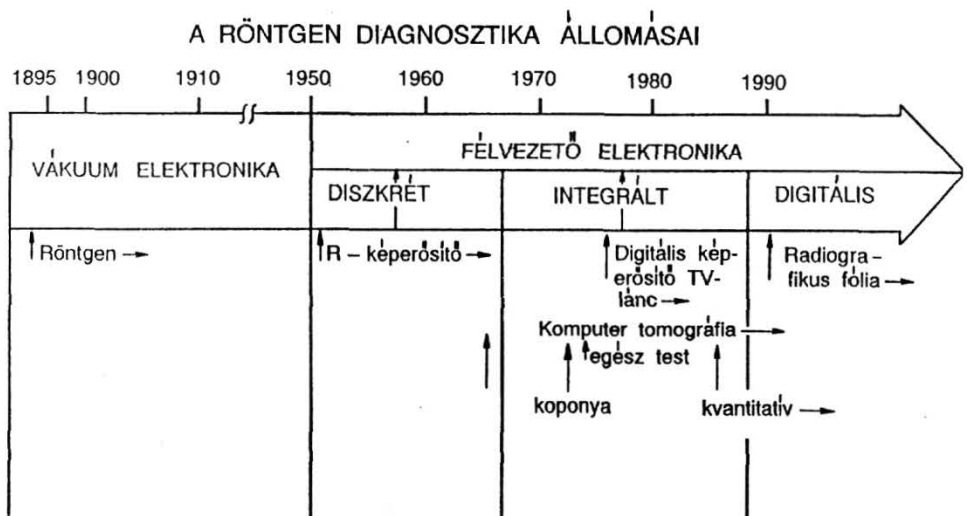 A RÖNTGEN DIAGNOSZTIKA ÁLLOMÁSAI
1895 1900 1910 1950 1960 1970 1980 1990
FÉLVEZETŐ ELEKTRONIKA
VÁKUUM ELEKTRONIKA
DISZKRÉT INTEGRÁLT DIGITÁLIS
Röntgen
R – képerősítő
Digitális kép-
erősítő TV-
lánc
Radiogra-
fikus fólia
Komputer tomográfia
egész test
koponya
kvantitatív